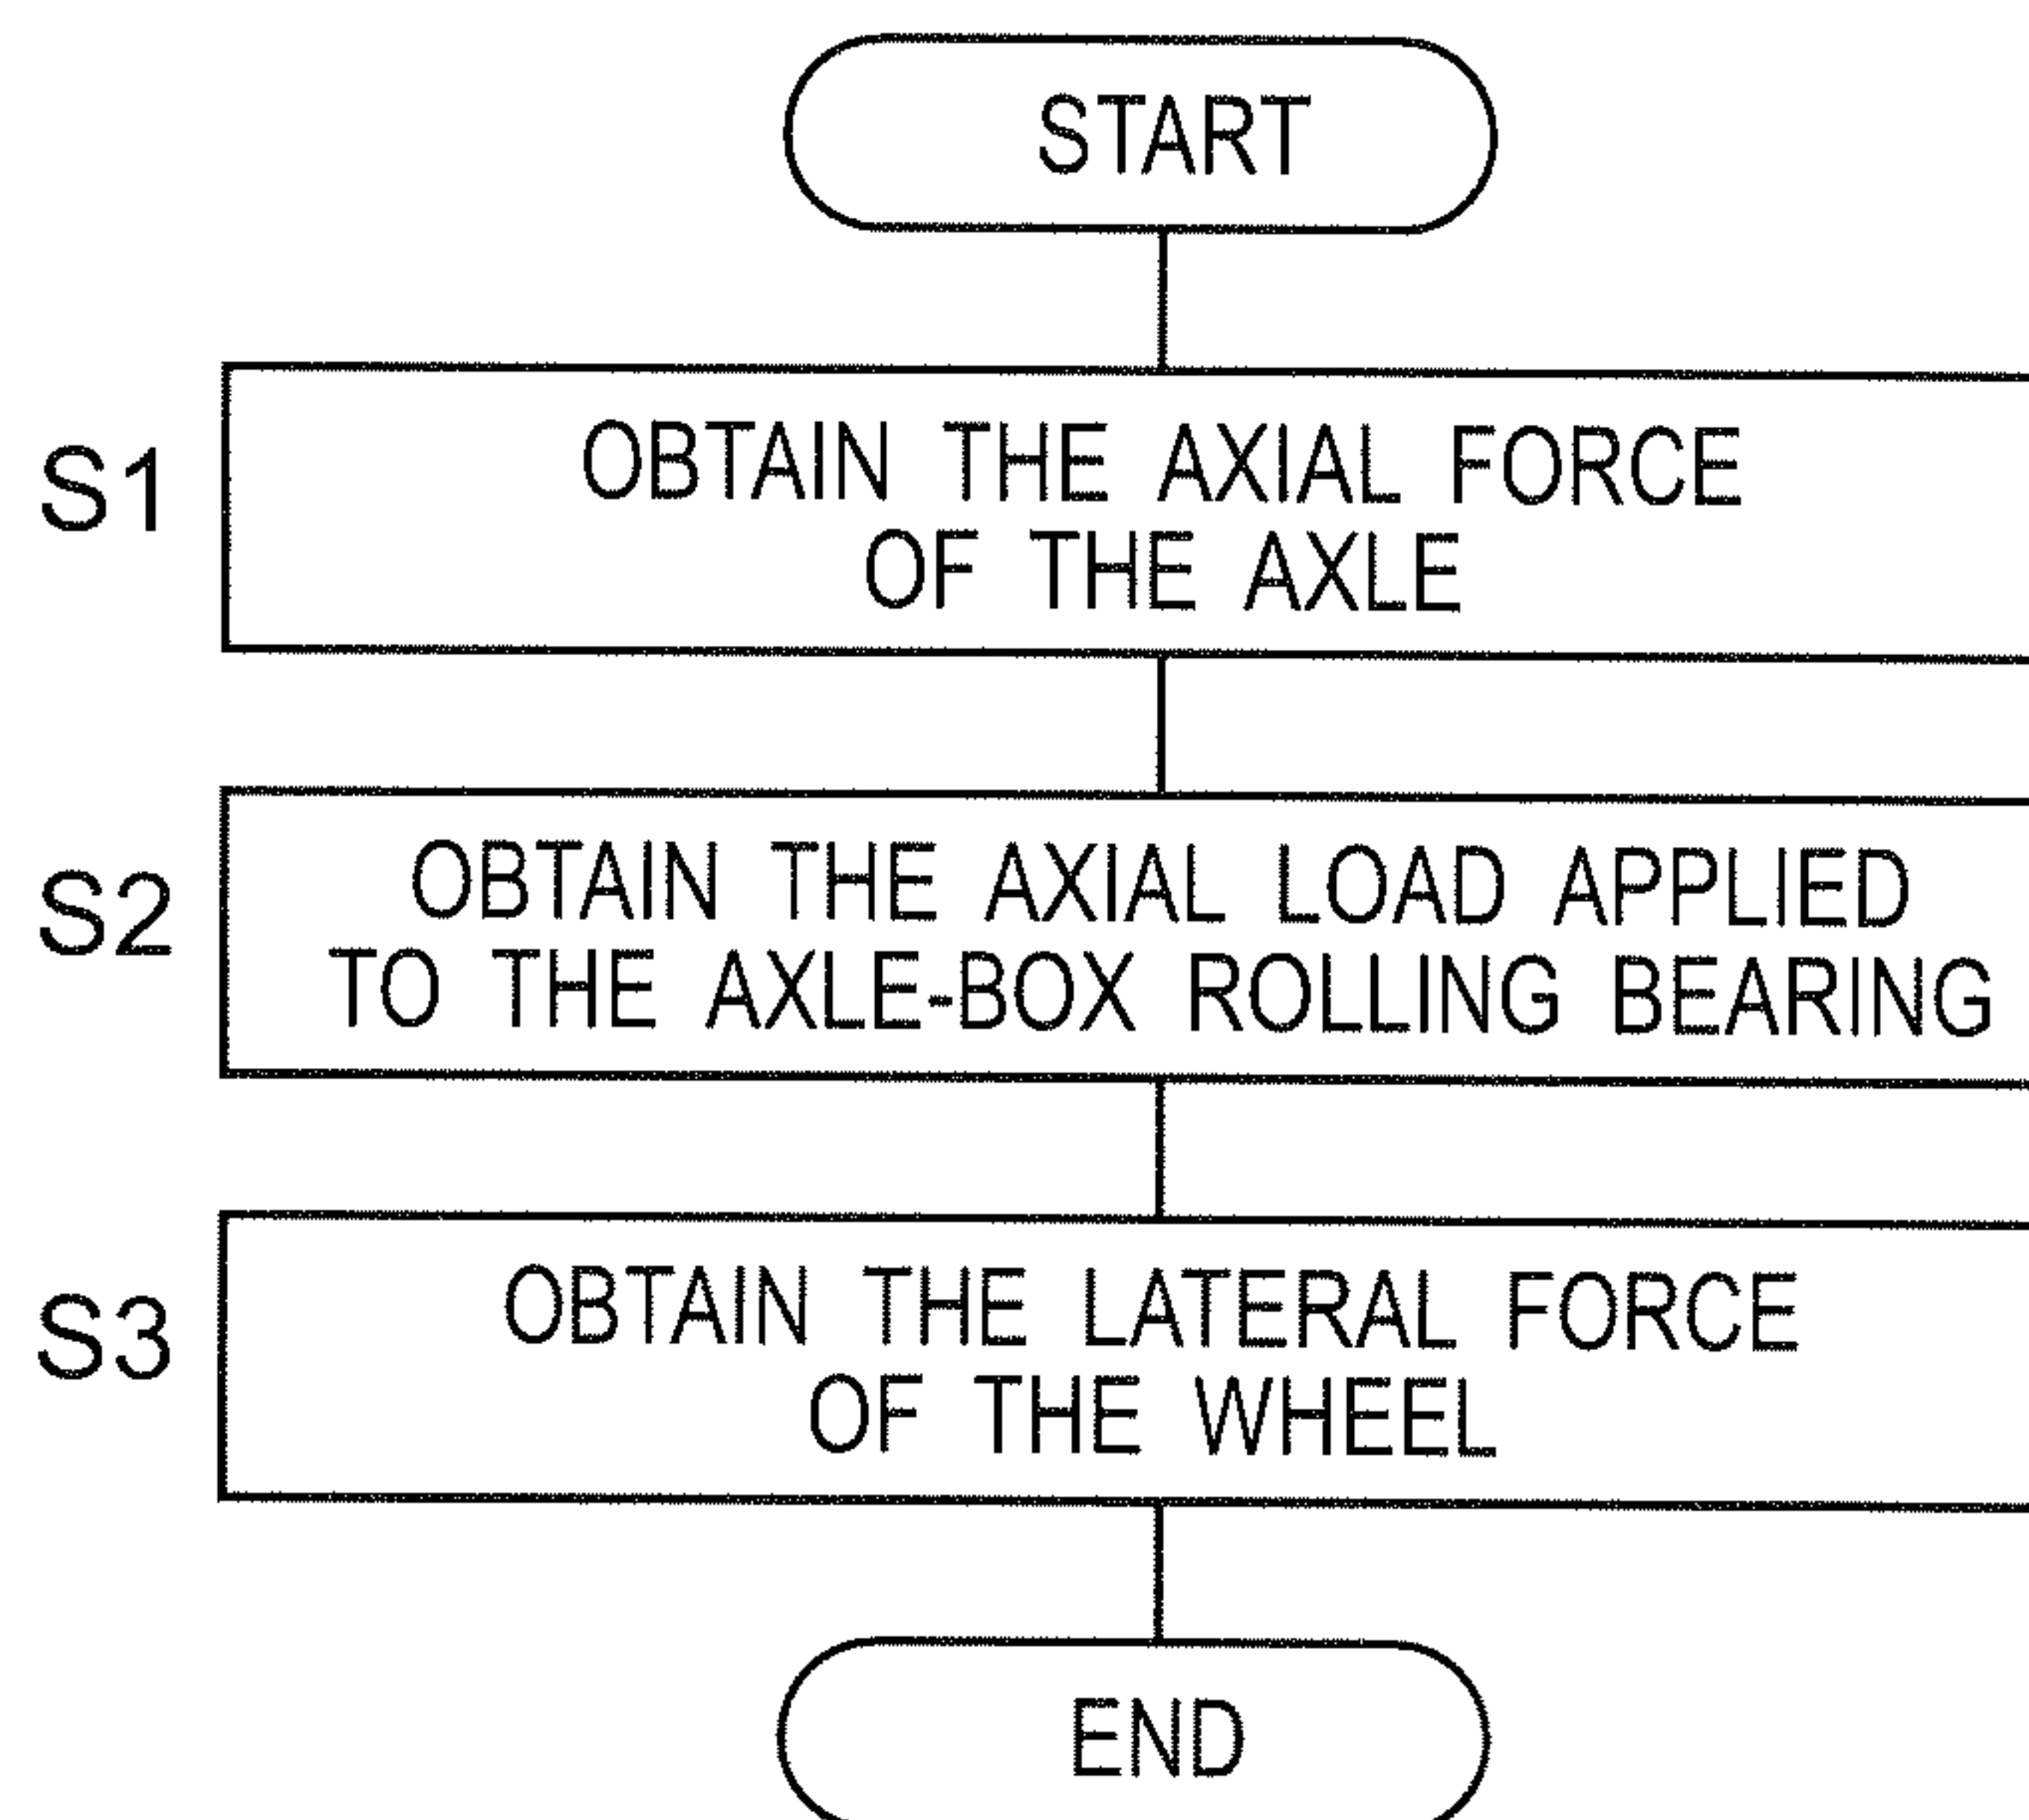 START
S1
OBTAIN THE AXIAL FORCE
OF THE AXLE
S2
OBTAIN THE AXIAL LOAD APPLIED
TO THE AXLE-BOX ROLLING BEARING
S3
OBTAIN THE LATERAL FORCE
OF THE WHEEL
END